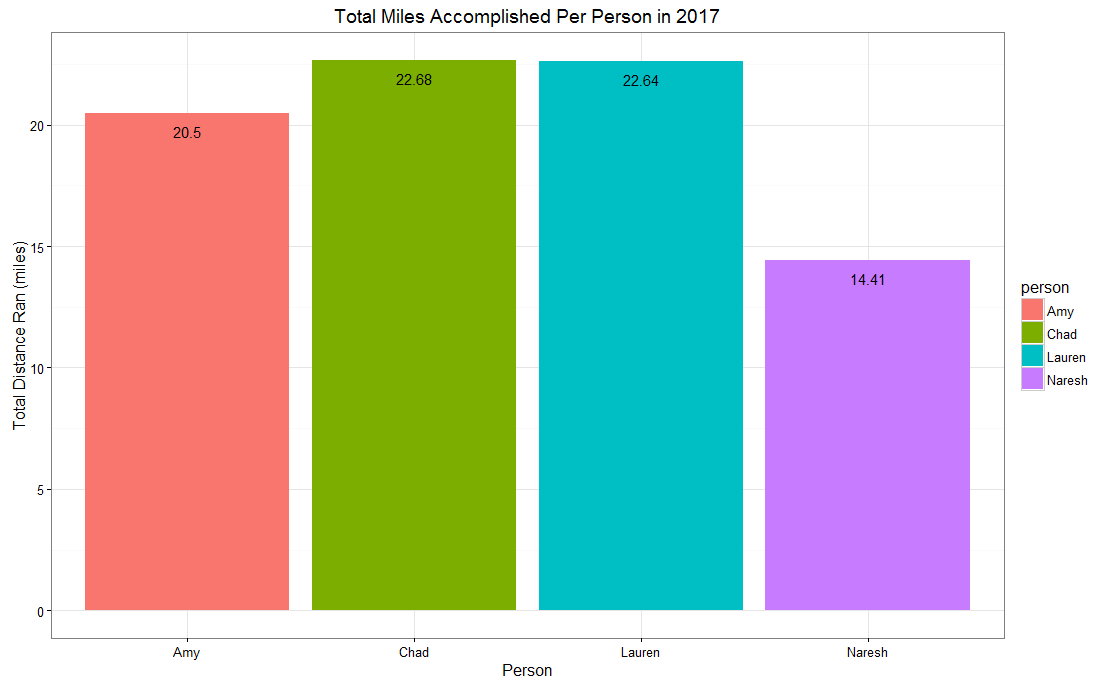 Total Miles Accomplished Per Person in 2017
Total Distance Ran (miles)
20
15
10
5
0
20.5
22.68
22.64
14.41
Amy
Chad
Lauren
Naresh
Person
person
Amy
Chad
Lauren
Naresh